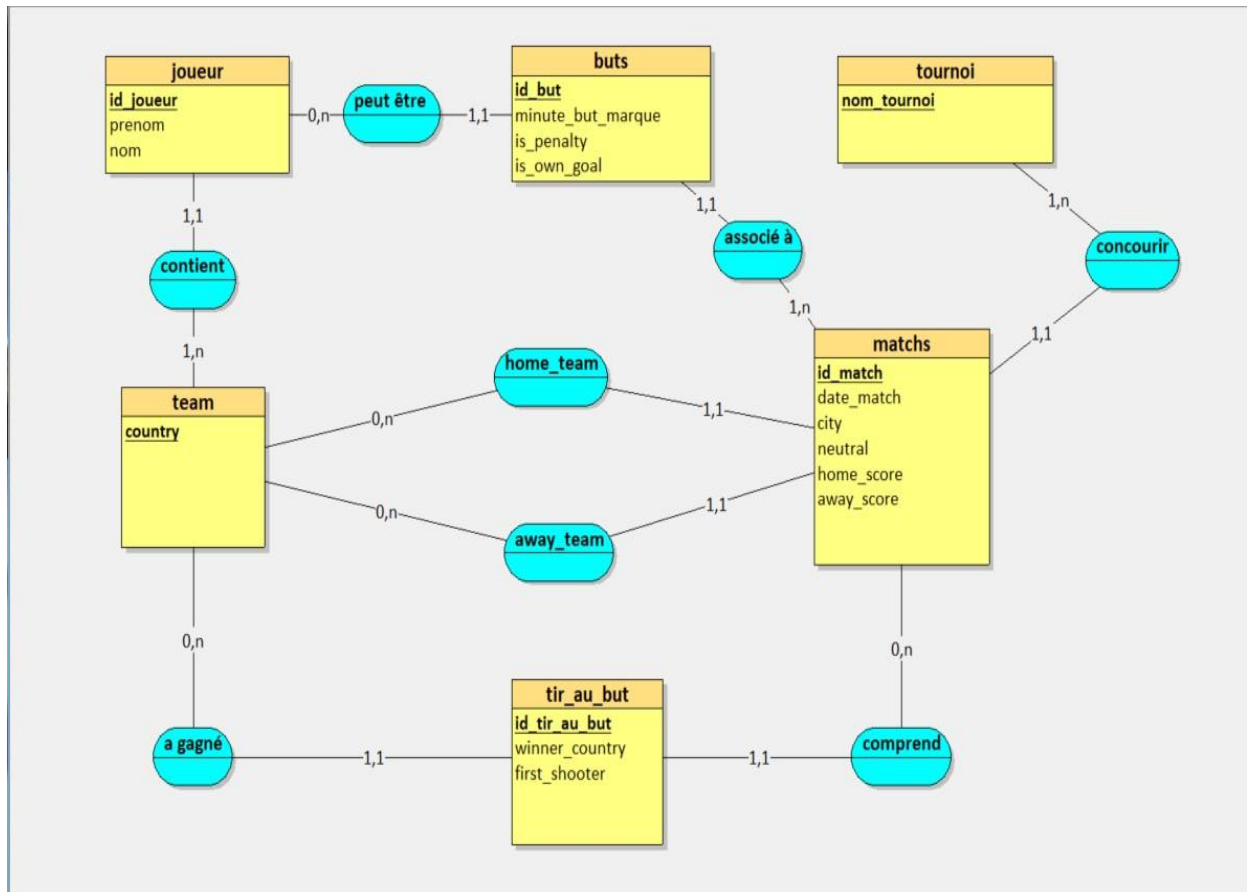 joueur
id_joueur
prenom
nom
0,n
peut être
1,1
buts
id_but
minute_but_marque
is_penalty
is_own_goal
tournoi
nom_tournoi
1,1
contient
1,n
1,1
associé à
1,n
1,n
concourir
1,1
team
country
0,n
home_team
1,1
0,n
away_team
1,1
matchs
id_match
date_match
city
neutral
home_score
away_score
0,n
a gagné
1,1
tir_au_but
id_tir_au_but
winner_country
first_shooter
1,1
comprend
0,n